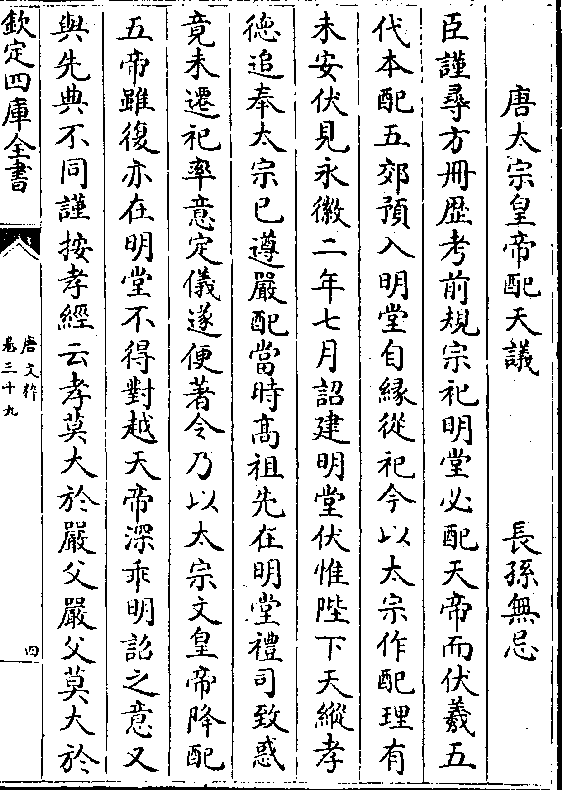 唐太宗皇帝配天議 長孫無忌
臣謹尋方冊歴考前規宗祀明堂必配天帝而伏羲五
代本配五郊預入明堂自緣從祀今以太宗作配理有
未安伏見永徽二年七月詔建明堂伏惟陛下天縱孝
徳追奉太宗已遵嚴配當時髙祖先在明堂禮司致惑
竟未遷祀率意定儀遂便著令乃以太宗文皇帝降配
五帝雖復亦在明堂不得對越天帝深乖明詔之意又
與先典不同謹按孝經云孝莫大於嚴父嚴父莫大於
欽定四庫全書
唐文粹
卷三十九
四